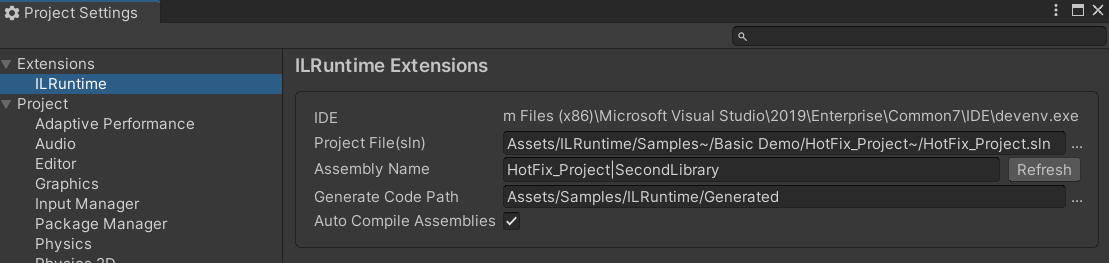 Project Settings
Extensions
ILRuntime
Project
Adaptive Performance
Audio
Editor
Graphics
Input Manager
Package Manager
Physics
Physics 2D
ILRuntime Extensions
IDE m Files (x86)\Microsoft Visual Studio\2019\Enterprise\Common7\IDE\devenv.exe
Project File(sln) Assets/ILRuntime/Samples~/Basic Demo/HotFix_Project~/HotFix_Project.sln ...
Assembly Name HotFix_Project|SecondLibrary Refresh
Generate Code Path Assets/Samples/ILRuntime/Generated ...
Auto Compile Assemblies